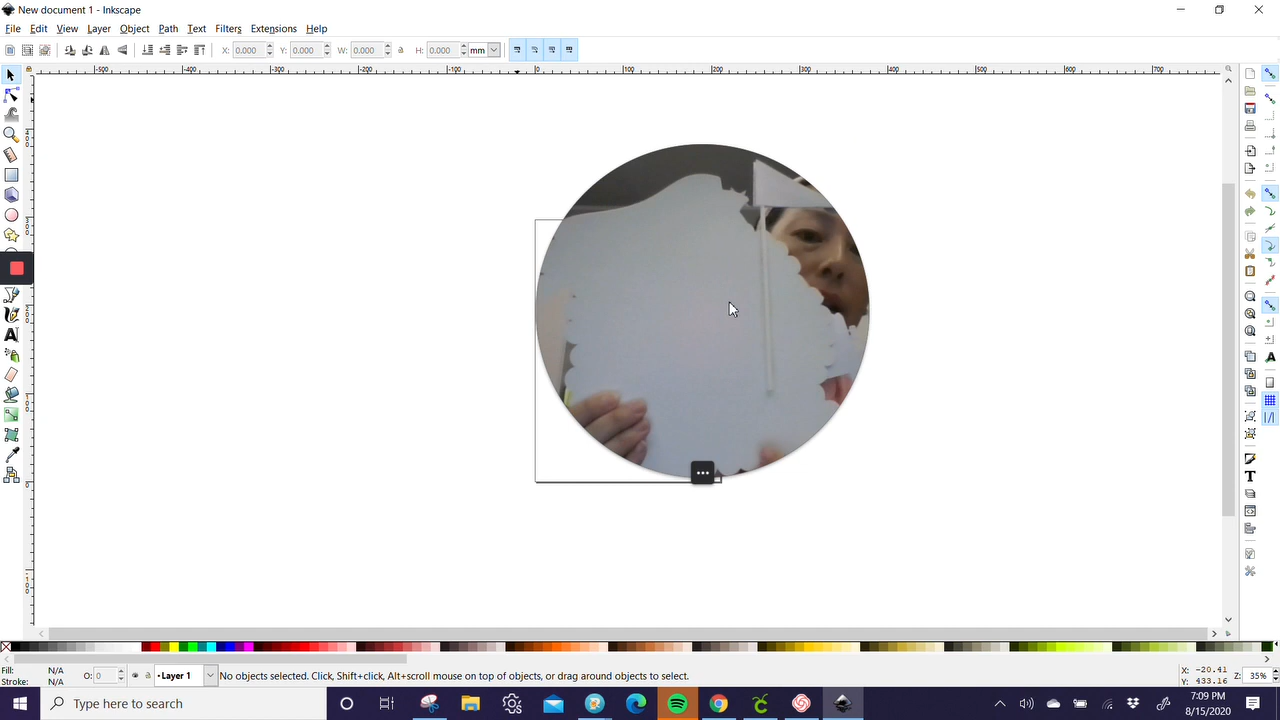 New document 1 - Inkscape
File Edit View Layer Object Path Text Filters Extensions Help
X: 0.000 Y: 0.000 W: 0.000 H: 0.000 mm
-500 -400 -300 -200 -100 0 100 200 300 400 500 600 700
Fill: N/A O: 0 Layer 1 No objects selected. Click, Shift+click, Alt+scroll mouse on top of objects, or drag around objects to select. X: -20.41 Z: 35%
Stroke: N/A Y: 433.16
Type here to search
7:09 PM
8/15/2020